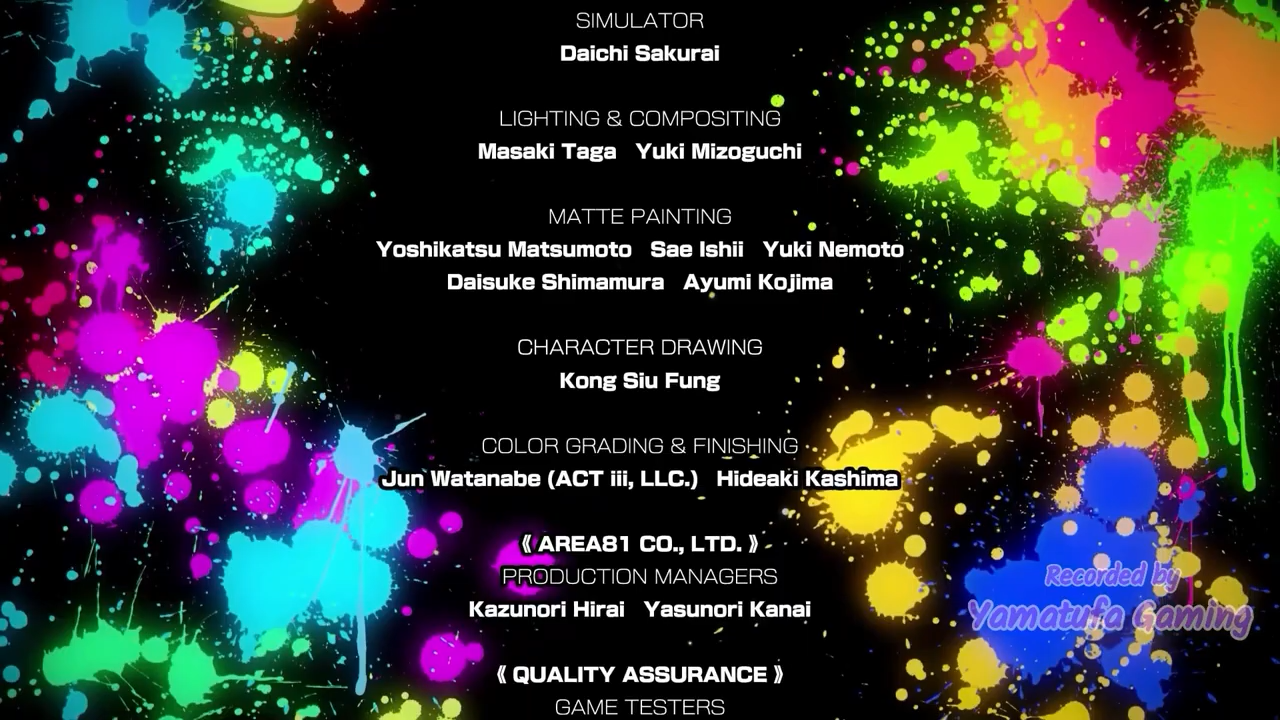 SIMULATOR
Daichi Sakurai
LIGHTING & COMPOSITING
Masaki Taga Yuki Mizoguchi
MATTE PAINTING
Yoshikatsu Matsumoto Sae Ishii Yuki Nemoto
Daisuke Shimamura Ayumi Kojima
CHARACTER DRAWING
Kong Siu Fung
COLOR GRADING & FINISHING
Jun Watanabe (ACT iii, LLC.) Hideaki Kashima
《 AREA81 CO., LTD. 》
PRODUCTION MANAGERS
Kazunori Hirai Yasunori Kanai
《 QUALITY ASSURANCE 》
GAME TESTERS
Recorded by
Yamatufa Gaming